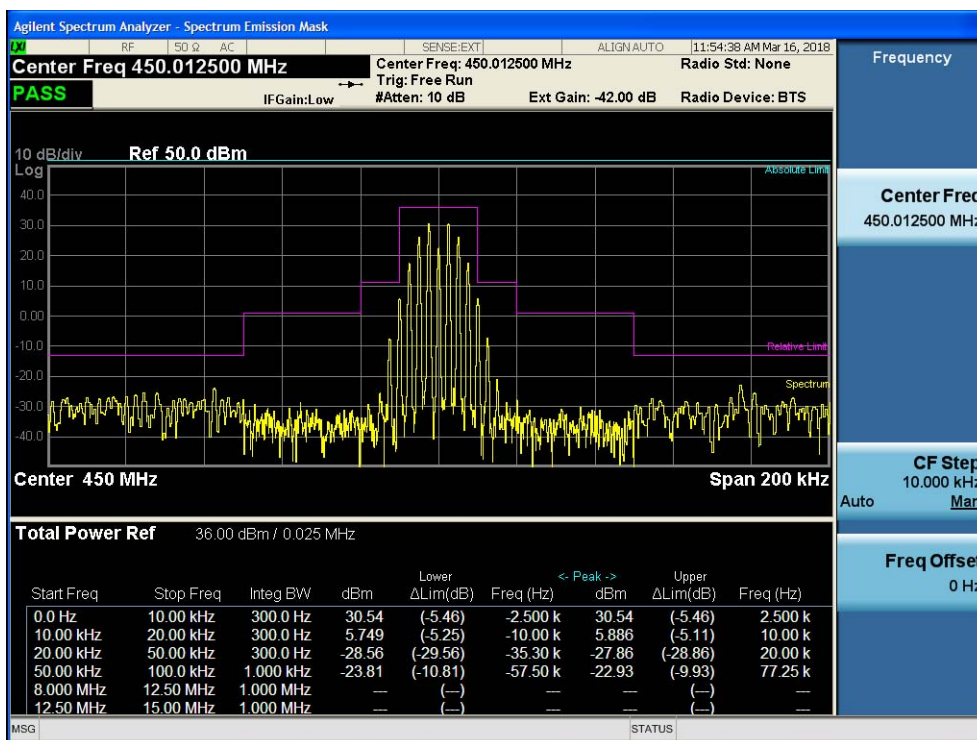 Agilent Spectrum Analyzer - Spectrum Emission Mask
LXI RF 50 Ω AC SENSE:EXT ALIGN AUTO 11:54:38 AM Mar 16, 2018
Center Freq 450.012500 MHz Center Freq: 450.012500 MHz Radio Std: None
Trig: Free Run
PASS IFGain:Low #Atten: 10 dB Ext Gain: -42.00 dB Radio Device: BTS
10 dB/div Ref 50.0 dBm
Log
Absolute Limit
40.0
30.0
20.0
10.0
0.00
-10.0
Relative Limit
-20.0
Spectrum
-30.0
-40.0
Center 450 MHz Span 200 kHz
Total Power Ref 36.00 dBm / 0.025 MHz
Lower <- Peak -> Upper
Start Freq Stop Freq Integ BW dBm ΔLim(dB) Freq (Hz) dBm ΔLim(dB) Freq (Hz)
0.0 Hz 10.00 kHz 300.0 Hz 30.54 (-5.46) -2.500 k 30.54 (-5.46) 2.500 k
10.00 kHz 20.00 kHz 300.0 Hz 5.749 (-5.25) -10.00 k 5.886 (-5.11) 10.00 k
20.00 kHz 50.00 kHz 300.0 Hz -28.56 (-29.56) -35.30 k -27.86 (-28.86) 20.00 k
50.00 kHz 100.0 kHz 1.000 kHz -23.81 (-10.81) -57.50 k -22.93 (-9.93) 77.25 k
8.000 MHz 12.50 MHz 1.000 MHz --- (---) --- --- (---) ---
12.50 MHz 15.00 MHz 1.000 MHz --- (---) --- --- (---) ---
MSG STATUS
Frequency
Center Freq
450.012500 MHz
CF Step
10.000 kHz
Auto Man
Freq Offset
0 Hz